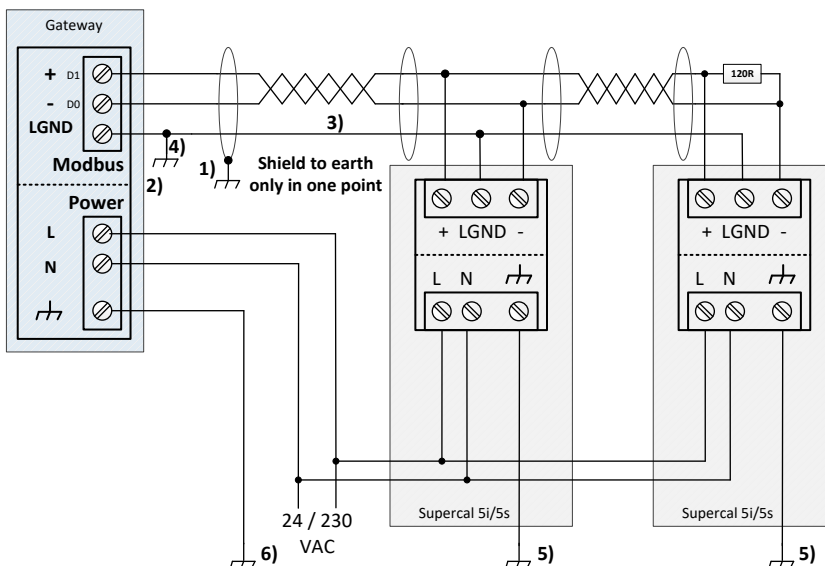 Gateway
+ D1
- D0
LGND
Modbus
Power
L
N
1)
2)
3)
4)
Shield to earth
only in one point
120R
+ LGND -
L N
Supercal 5i/5s
+ LGND -
L N
Supercal 5i/5s
24 / 230
VAC
6)
5)
5)